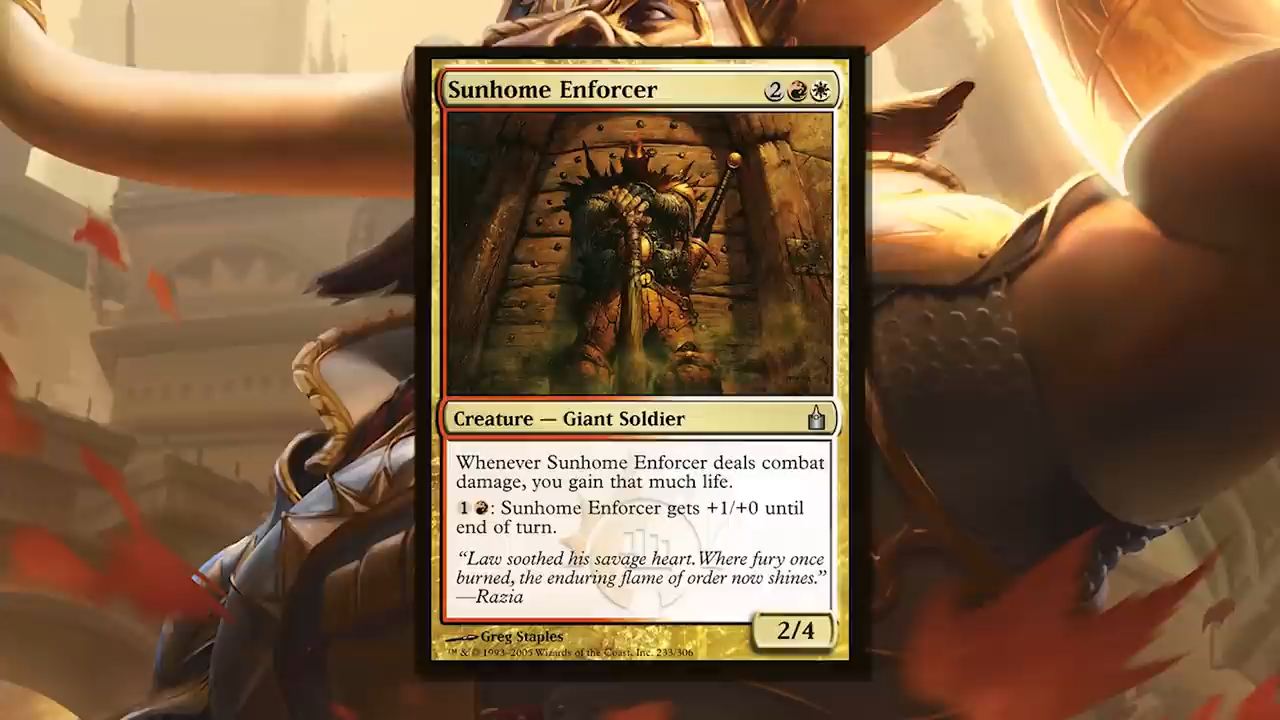 Sunhome Enforcer 2
Creature — Giant Soldier
Whenever Sunhome Enforcer deals combat
damage, you gain that much life.
1 : Sunhome Enforcer gets +1/+0 until
end of turn.
“Law soothed his savage heart. Where fury once
burned, the enduring flame of order now shines.”
—Razia
2/4
Greg Staples
™ & © 1993–2005 Wizards of the Coast, Inc. 233/306